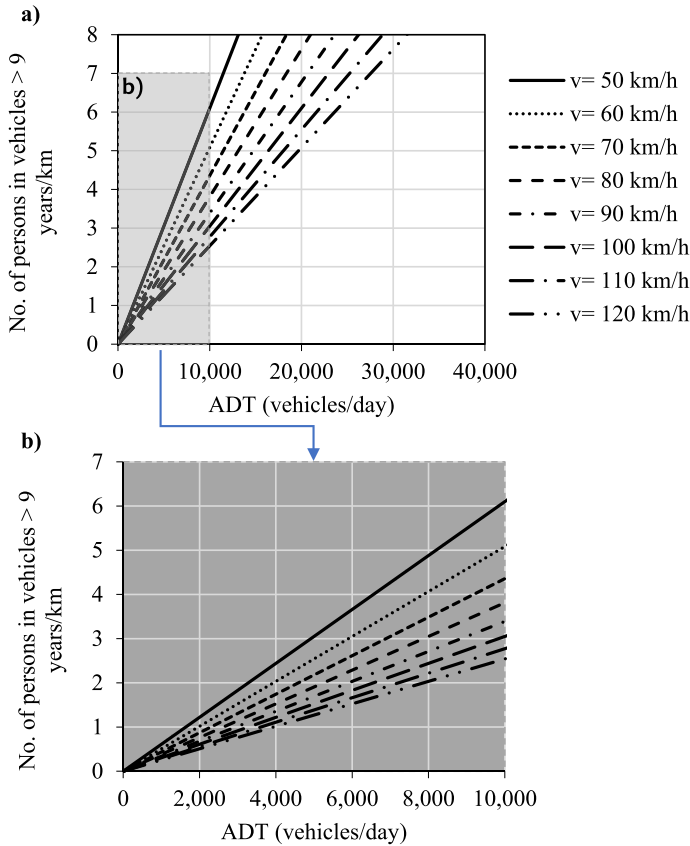 a)
No. of persons in vehicles > 9
years/km
8
7
6
5
4
3
2
1
0
b)
0
10,000
20,000
30,000
40,000
ADT (vehicles/day)
v= 50 km/h
v= 60 km/h
v= 70 km/h
v= 80 km/h
v= 90 km/h
v= 100 km/h
v= 110 km/h
v= 120 km/h
b)
No. of persons in vehicles > 9
years/km
7
6
5
4
3
2
1
0
0
2,000
4,000
6,000
8,000
10,000
ADT (vehicles/day)